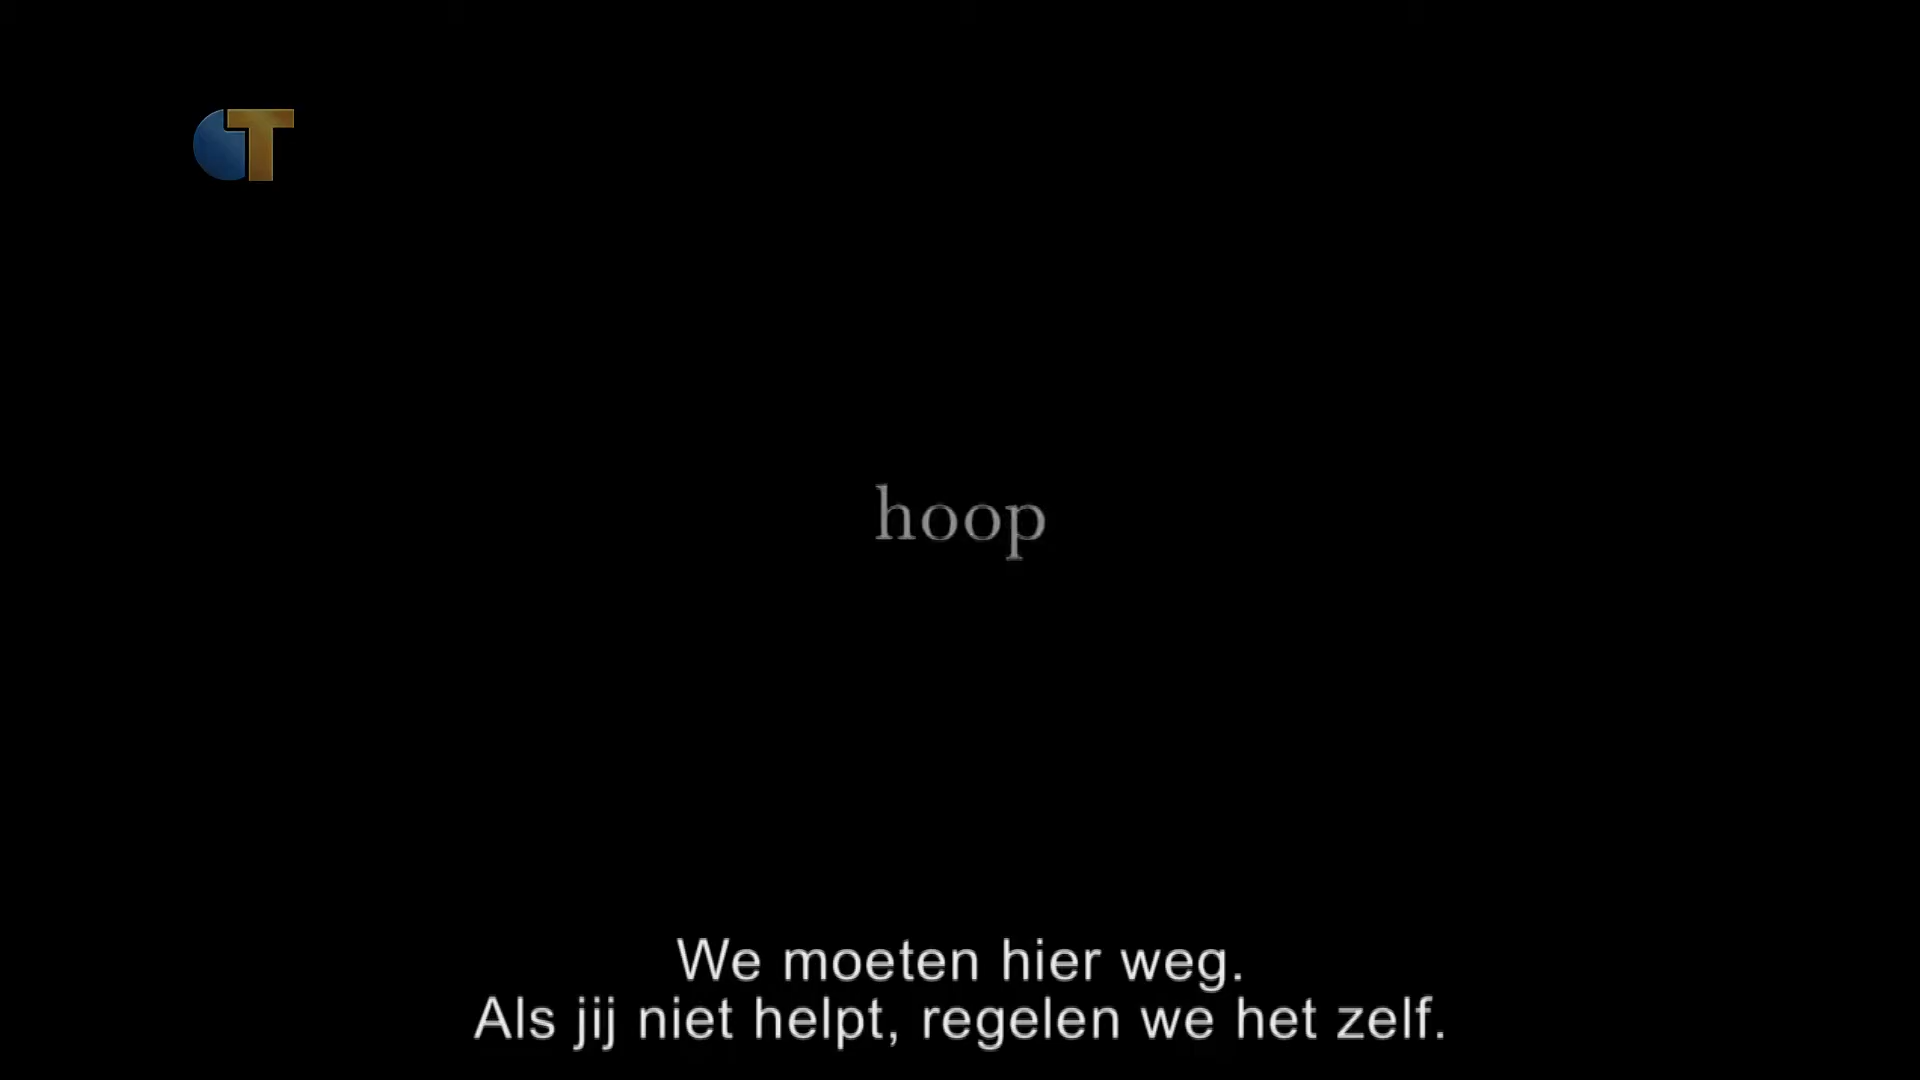 T
hoop
We moeten hier weg.
Als jij niet helpt, regelen we het zelf.